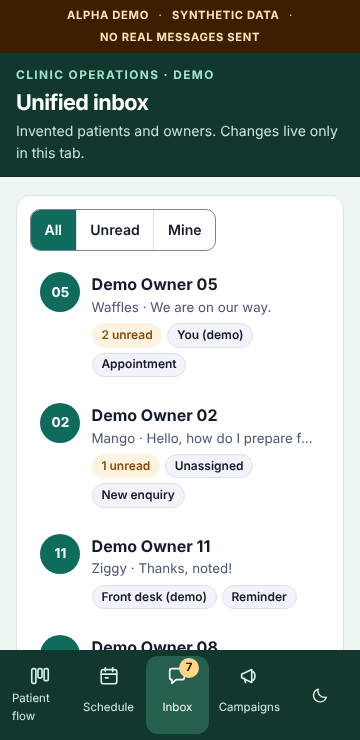 ALPHA DEMO · SYNTHETIC DATA ·
NO REAL MESSAGES SENT
CLINIC OPERATIONS · DEMO
Unified inbox
Invented patients and owners. Changes live only
in this tab.
All Unread Mine
05 Demo Owner 05
Waffles · We are on our way.
2 unread You (demo)
Appointment
02 Demo Owner 02
Mango · Hello, how do I prepare f...
1 unread Unassigned
New enquiry
11 Demo Owner 11
Ziggy · Thanks, noted!
Front desk (demo) Reminder
Demo Owner 08
7
Patient
flow
Schedule
Inbox
Campaigns